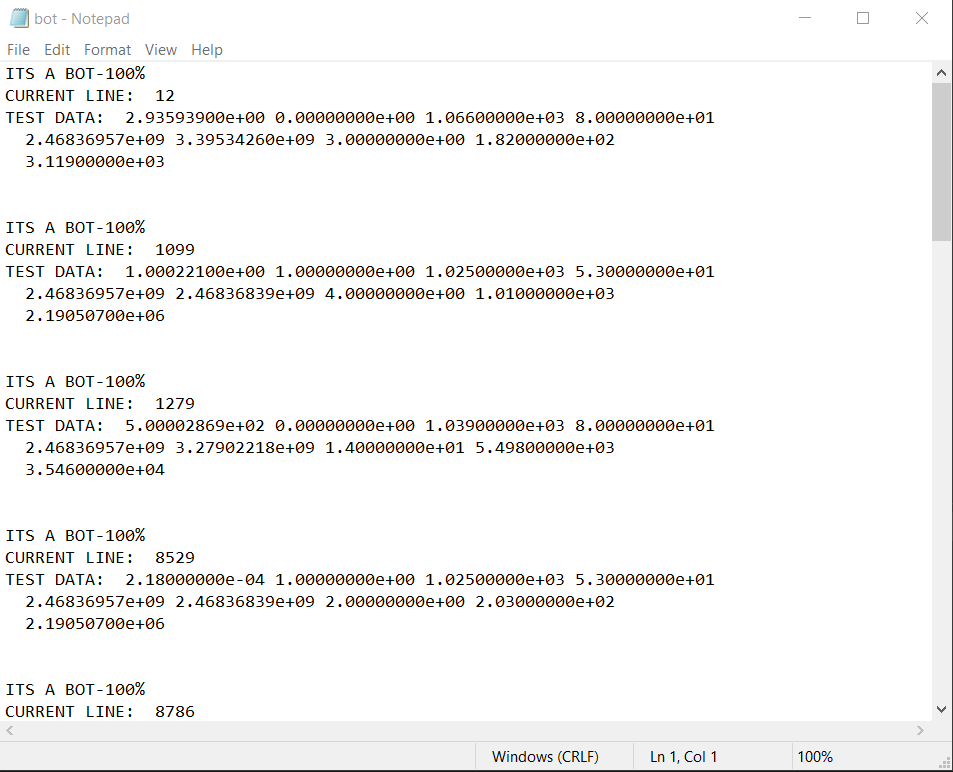 bot - Notepad
File Edit Format View Help
ITS A BOT-100%
CURRENT LINE:  12
TEST DATA:  2.93593900e+00 0.00000000e+00 1.06600000e+03 8.00000000e+01
  2.46836957e+09 3.39534260e+09 3.00000000e+00 1.82000000e+02
  3.11900000e+03
ITS A BOT-100%
CURRENT LINE:  1099
TEST DATA:  1.00022100e+00 1.00000000e+00 1.02500000e+03 5.30000000e+01
  2.46836957e+09 2.46836839e+09 4.00000000e+00 1.01000000e+03
  2.19050700e+06
ITS A BOT-100%
CURRENT LINE:  1279
TEST DATA:  5.00002869e+02 0.00000000e+00 1.03900000e+03 8.00000000e+01
  2.46836957e+09 3.27902218e+09 1.40000000e+01 5.49800000e+03
  3.54600000e+04
ITS A BOT-100%
CURRENT LINE:  8529
TEST DATA:  2.18000000e-04 1.00000000e+00 1.02500000e+03 5.30000000e+01
  2.46836957e+09 2.46836839e+09 2.00000000e+00 2.03000000e+02
  2.19050700e+06
ITS A BOT-100%
CURRENT LINE:  8786
Windows (CRLF) Ln 1, Col 1 100%